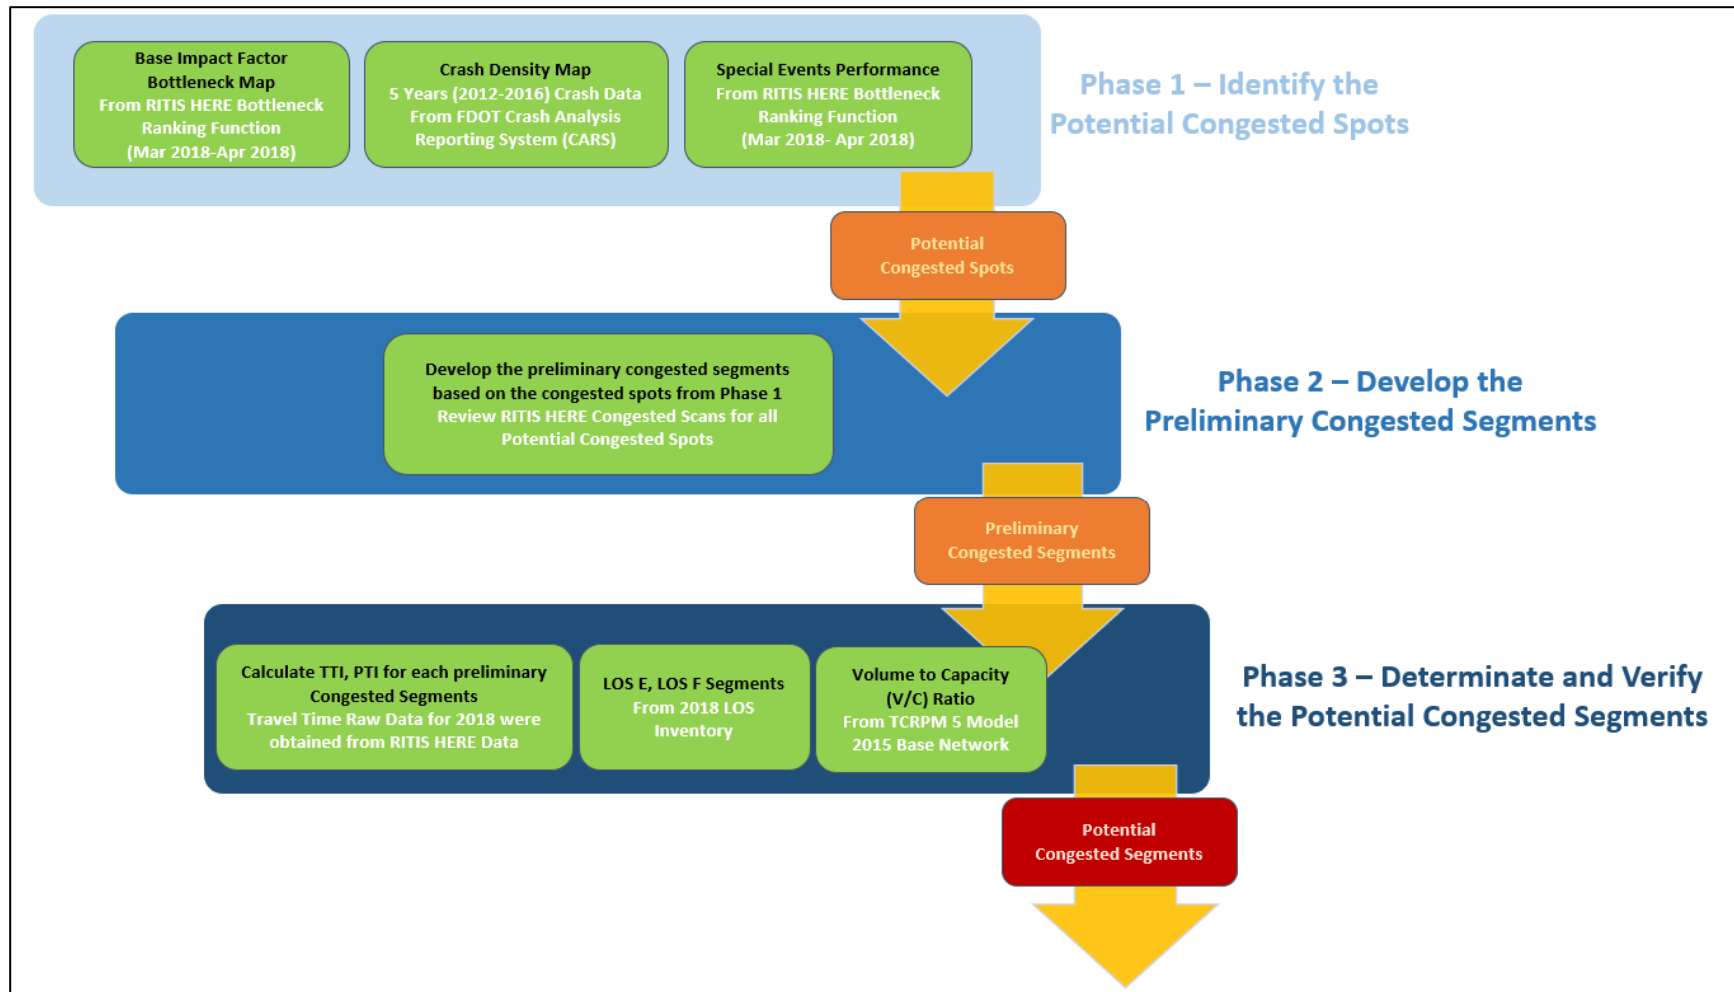 Base Impact Factor
Bottleneck Map
From RITIS HERE Bottleneck
Ranking Function
(Mar 2018-Apr 2018)
Crash Density Map
5 Years (2012-2016) Crash Data
From FDOT Crash Analysis
Reporting System (CARS)
Special Events Performance
From RITIS HERE Bottleneck
Ranking Function
(Mar 2018- Apr 2018)
Phase 1 – Identify the
Potential Congested Spots
Potential
Congested Spots
Develop the preliminary congested segments
based on the congested spots from Phase 1
Review RITIS HERE Congested Scans for all
Potential Congested Spots
Phase 2 – Develop the
Preliminary Congested Segments
Preliminary
Congested Segments
Calculate TTI, PTI for each preliminary
Congested Segments
Travel Time Raw Data for 2018 were
obtained from RITIS HERE Data
LOS E, LOS F Segments
From 2018 LOS
Inventory
Volume to Capacity
(V/C) Ratio
From TCRPM 5 Model
2015 Base Network
Phase 3 – Determinate and Verify
the Potential Congested Segments
Potential
Congested Segments